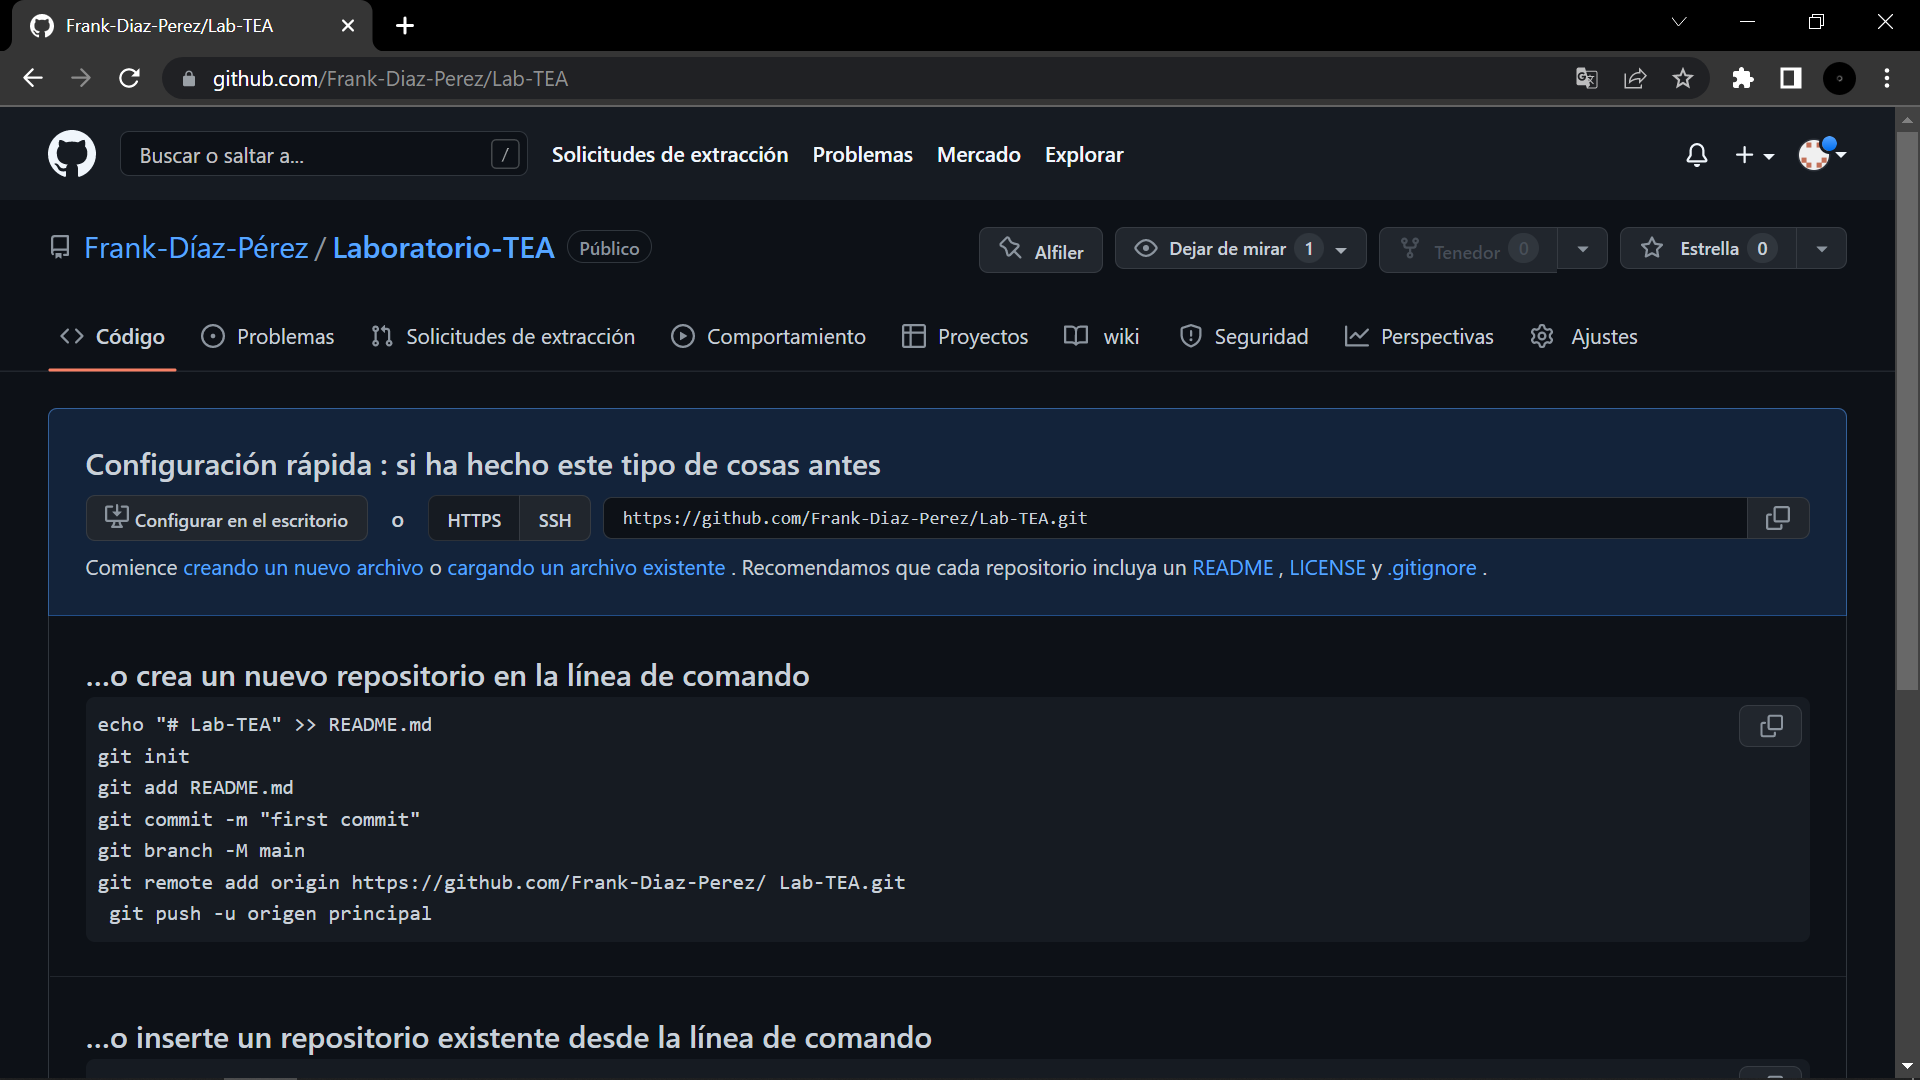 Frank-Diaz-Perez/Lab-TEA
github.com/Frank-Diaz-Perez/Lab-TEA
Buscar o saltar a... /
Solicitudes de extracción Problemas Mercado Explorar
Frank-Díaz-Pérez / Laboratorio-TEA Público
Alfiler Dejar de mirar 1 Tenedor 0 Estrella 0
Código Problemas Solicitudes de extracción Comportamiento Proyectos wiki Seguridad Perspectivas Ajustes
Configuración rápida : si ha hecho este tipo de cosas antes
Configurar en el escritorio o HTTPS SSH https://github.com/Frank-Diaz-Perez/Lab-TEA.git
Comience creando un nuevo archivo o cargando un archivo existente . Recomendamos que cada repositorio incluya un README , LICENSE y .gitignore .
...o crea un nuevo repositorio en la línea de comando
echo "# Lab-TEA" >> README.md
git init
git add README.md
git commit -m "first commit"
git branch -M main
git remote add origin https://github.com/Frank-Diaz-Perez/ Lab-TEA.git
git push -u origen principal
...o inserte un repositorio existente desde la línea de comando